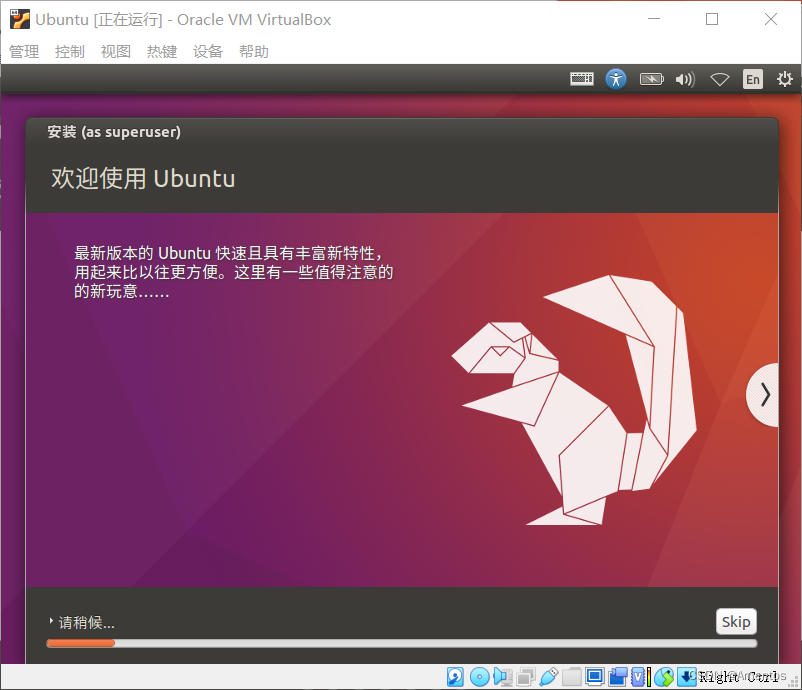 Ubuntu [正在运行] - Oracle VM VirtualBox
管理 控制 视图 热键 设备 帮助
En
安装 (as superuser)
欢迎使用 Ubuntu
最新版本的 Ubuntu 快速且具有丰富新特性，
用起来比以往更方便。这里有一些值得注意的
的新玩意……
请稍候...
Skip
Right Ctrl